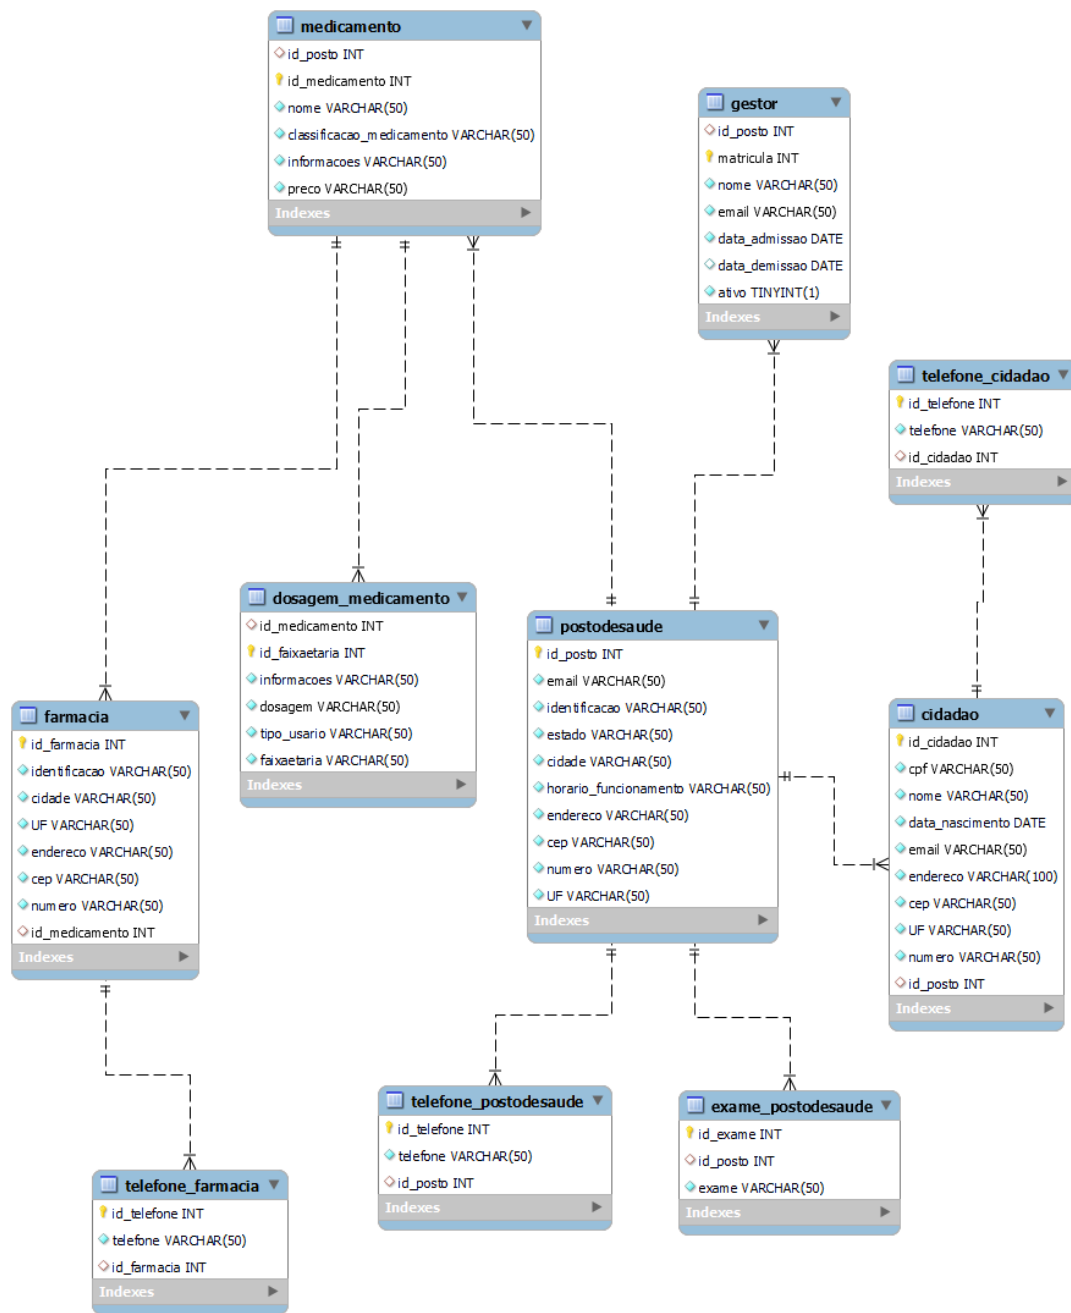 medicamento
id_posto INT
id_medicamento INT
nome VARCHAR(50)
classificacao_medicamento VARCHAR(50)
informacoes VARCHAR(50)
preco VARCHAR(50)
Indexes
gestor
id_posto INT
matricula INT
nome VARCHAR(50)
email VARCHAR(50)
data_admissao DATE
data_demissao DATE
ativo TINYINT(1)
Indexes
telefone_cidadao
id_telefone INT
telefone VARCHAR(50)
id_cidadao INT
Indexes
dosagem_medicamento
id_medicamento INT
id_faixaetaria INT
informacoes VARCHAR(50)
dosagem VARCHAR(50)
tipo_usario VARCHAR(50)
faixaetaria VARCHAR(50)
Indexes
postodesaude
id_posto INT
email VARCHAR(50)
identificacao VARCHAR(50)
estado VARCHAR(50)
cidade VARCHAR(50)
horario_funcionamento VARCHAR(50)
endereco VARCHAR(50)
cep VARCHAR(50)
numero VARCHAR(50)
UF VARCHAR(50)
Indexes
farmacia
id_farmacia INT
identificacao VARCHAR(50)
cidade VARCHAR(50)
UF VARCHAR(50)
endereco VARCHAR(50)
cep VARCHAR(50)
numero VARCHAR(50)
id_medicamento INT
Indexes
cidadao
id_cidadao INT
cpf VARCHAR(50)
nome VARCHAR(50)
data_nascimento DATE
email VARCHAR(50)
endereco VARCHAR(100)
cep VARCHAR(50)
UF VARCHAR(50)
numero VARCHAR(50)
id_posto INT
Indexes
telefone_postodesaude
id_telefone INT
telefone VARCHAR(50)
id_posto INT
Indexes
exame_postodesaude
id_exame INT
id_posto INT
exame VARCHAR(50)
Indexes
telefone_farmacia
id_telefone INT
telefone VARCHAR(50)
id_farmacia INT
Indexes